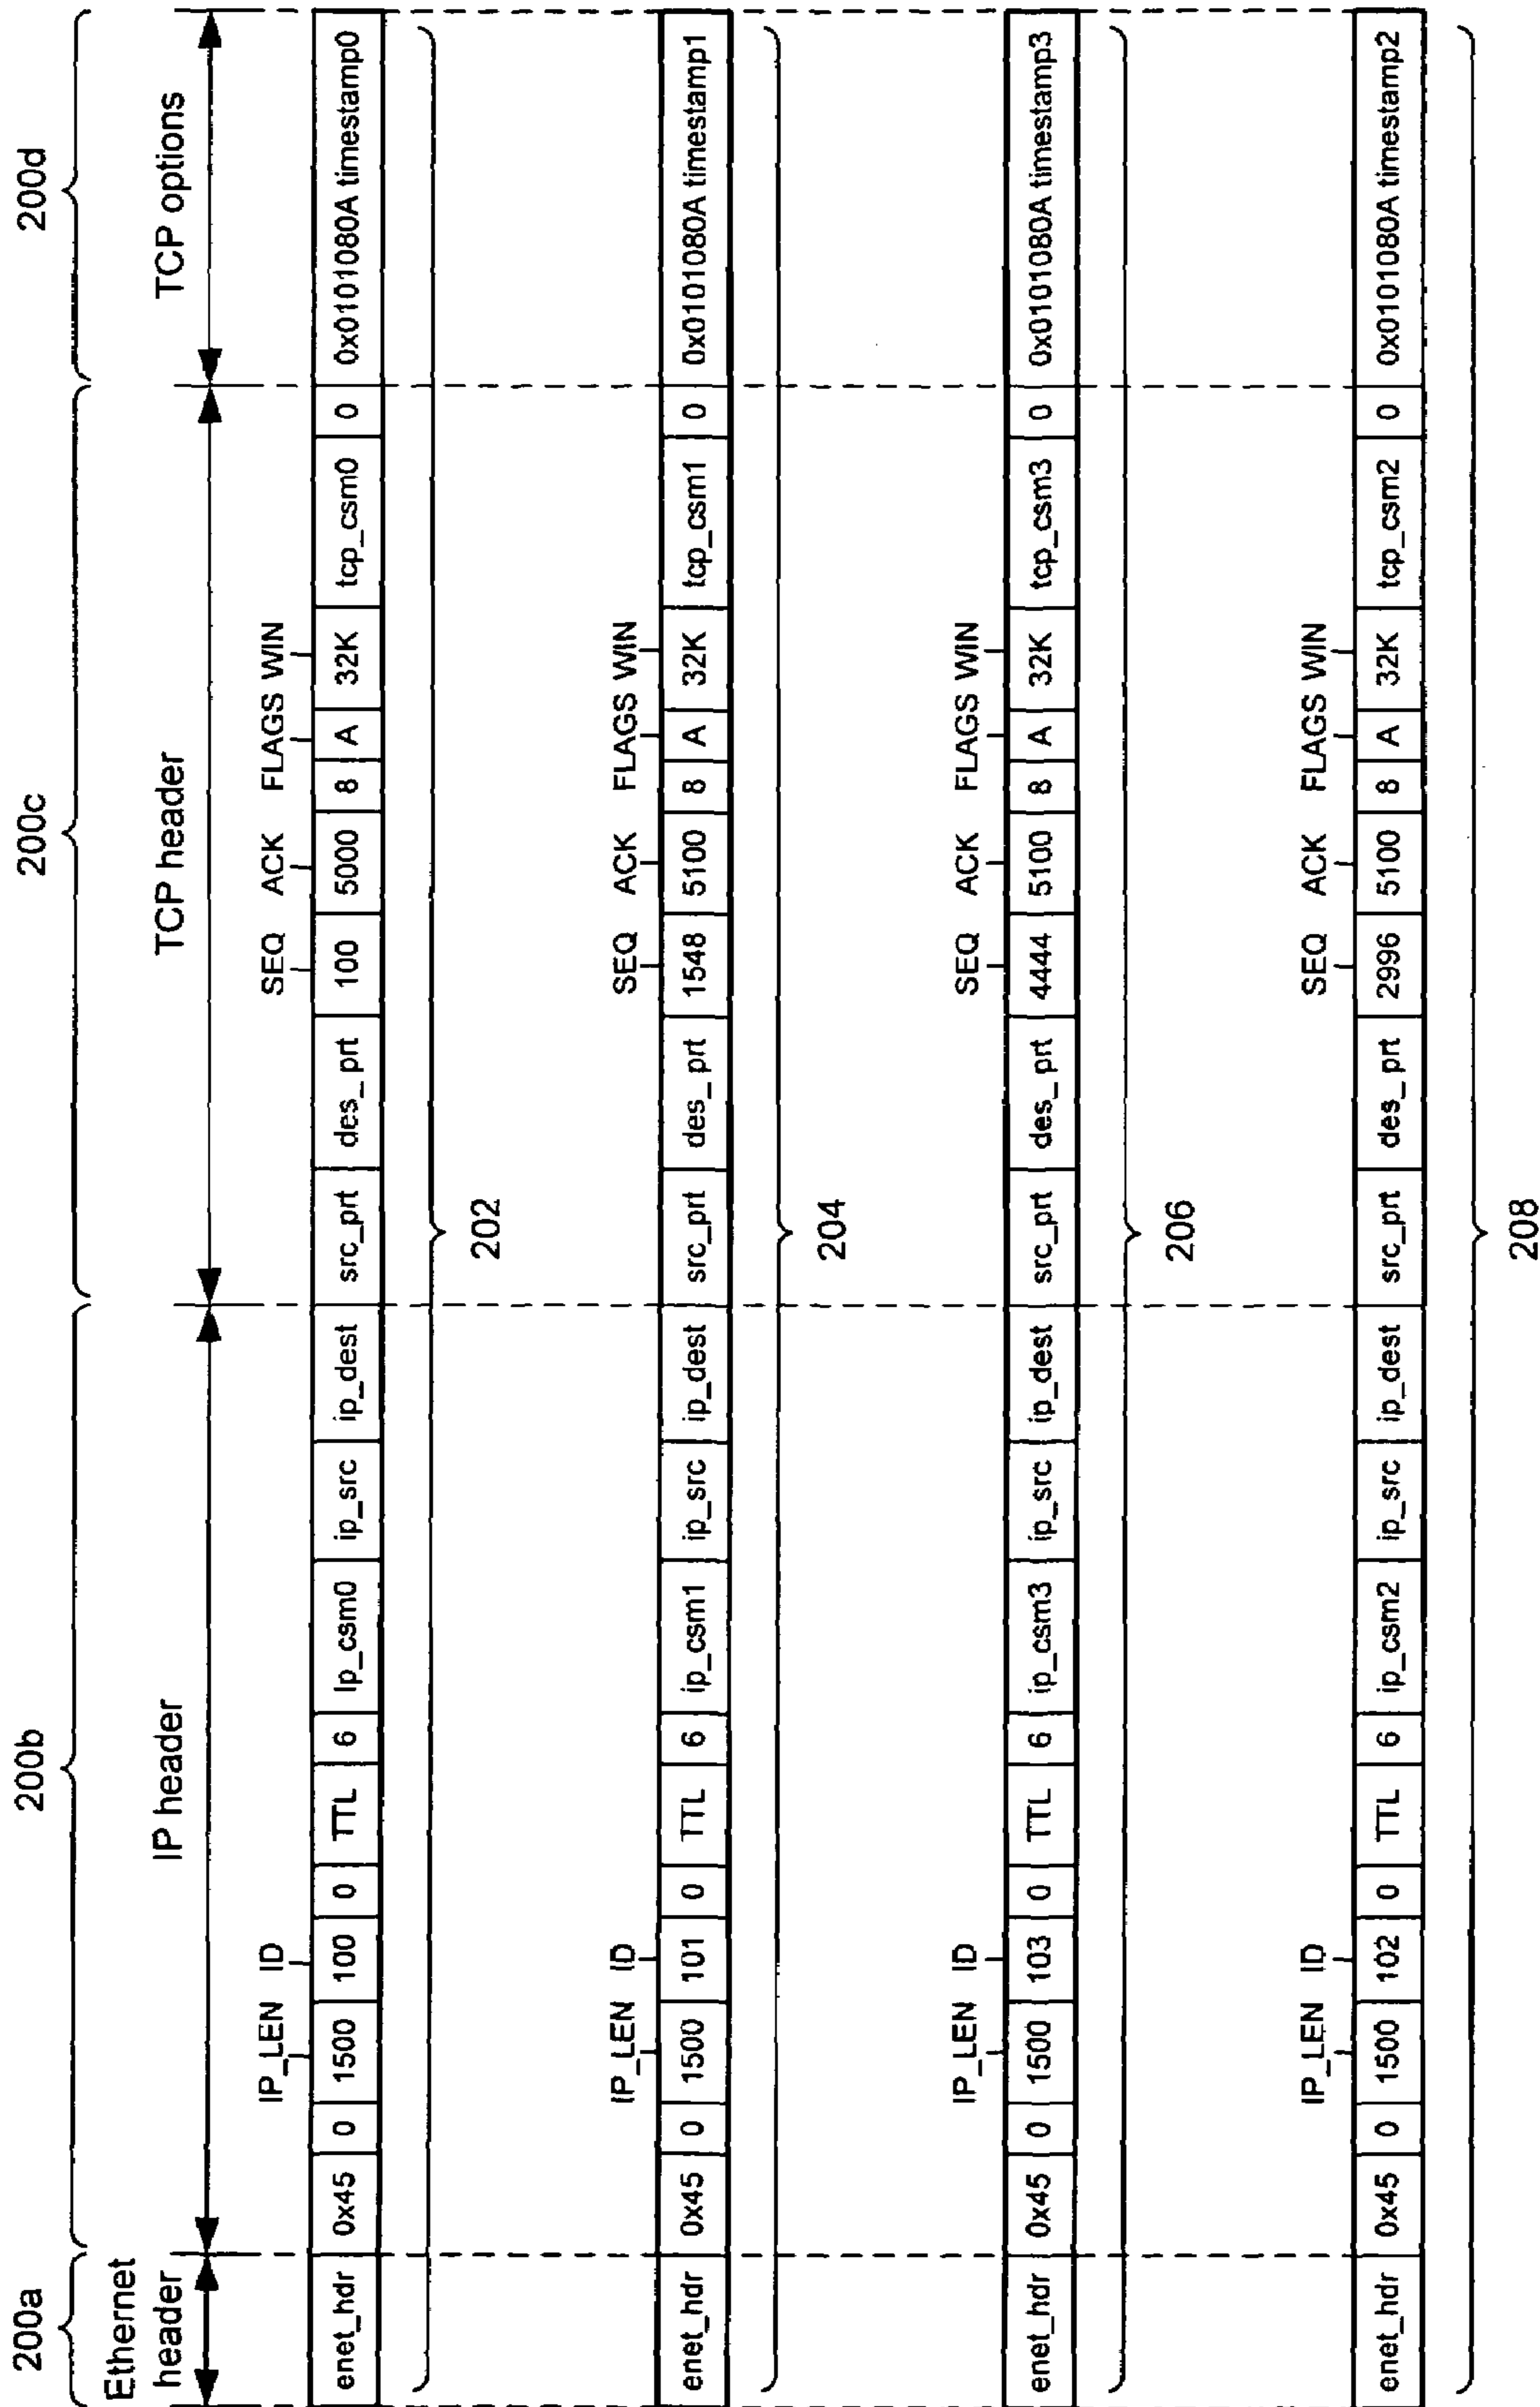 200a 200b 200c 200d
Ethernet header IP header TCP header TCP options
IP_LEN ID SEQ ACK FLAGS WIN
enet_hdr 0x45 0 1500 100 0 TTL 6 Ip_csm0 ip_src ip_dest src_prt des_prt 100 5000 8 A 32K tcp_csm0 0 0x0101080A timestamp0
202
IP_LEN ID SEQ ACK FLAGS WIN
enet_hdr 0x45 0 1500 101 0 TTL 6 ip_csm1 ip_src ip_dest src_prt des_prt 1548 5100 8 A 32K tcp_csm1 0 0x0101080A timestamp1
204
IP_LEN ID SEQ ACK FLAGS WIN
enet_hdr 0x45 0 1500 103 0 TTL 6 ip_csm3 ip_src ip_dest src_prt des_prt 4444 5100 8 A 32K tcp_csm3 0 0x0101080A timestamp3
206
IP_LEN ID SEQ ACK FLAGS WIN
enet_hdr 0x45 0 1500 102 0 TTL 6 ip_csm2 ip_src ip_dest src_prt des_prt 2996 5100 8 A 32K tcp_csm2 0 0x0101080A timestamp2
208